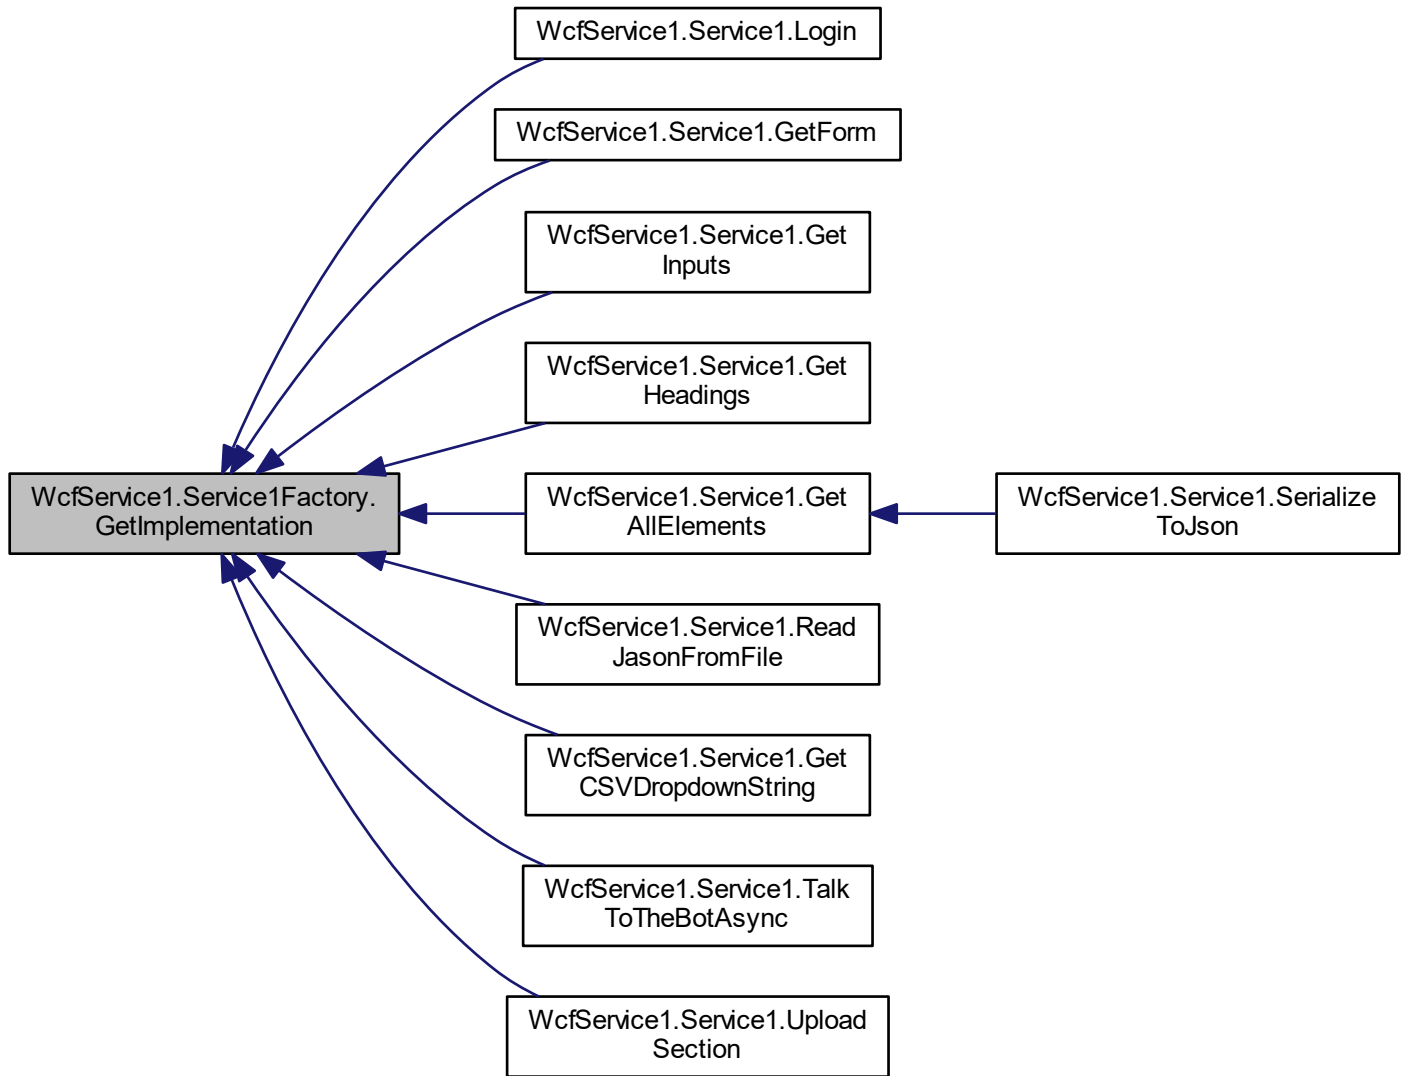 WcfService1.Service1.Login
WcfService1.Service1.GetForm
WcfService1.Service1.Get
Inputs
WcfService1.Service1.Get
Headings
WcfService1.Service1Factory.
GetImplementation
WcfService1.Service1.Get
AllElements
WcfService1.Service1.Serialize
ToJson
WcfService1.Service1.Read
JasonFromFile
WcfService1.Service1.Get
CSVDropdownString
WcfService1.Service1.Talk
ToTheBotAsync
WcfService1.Service1.Upload
Section